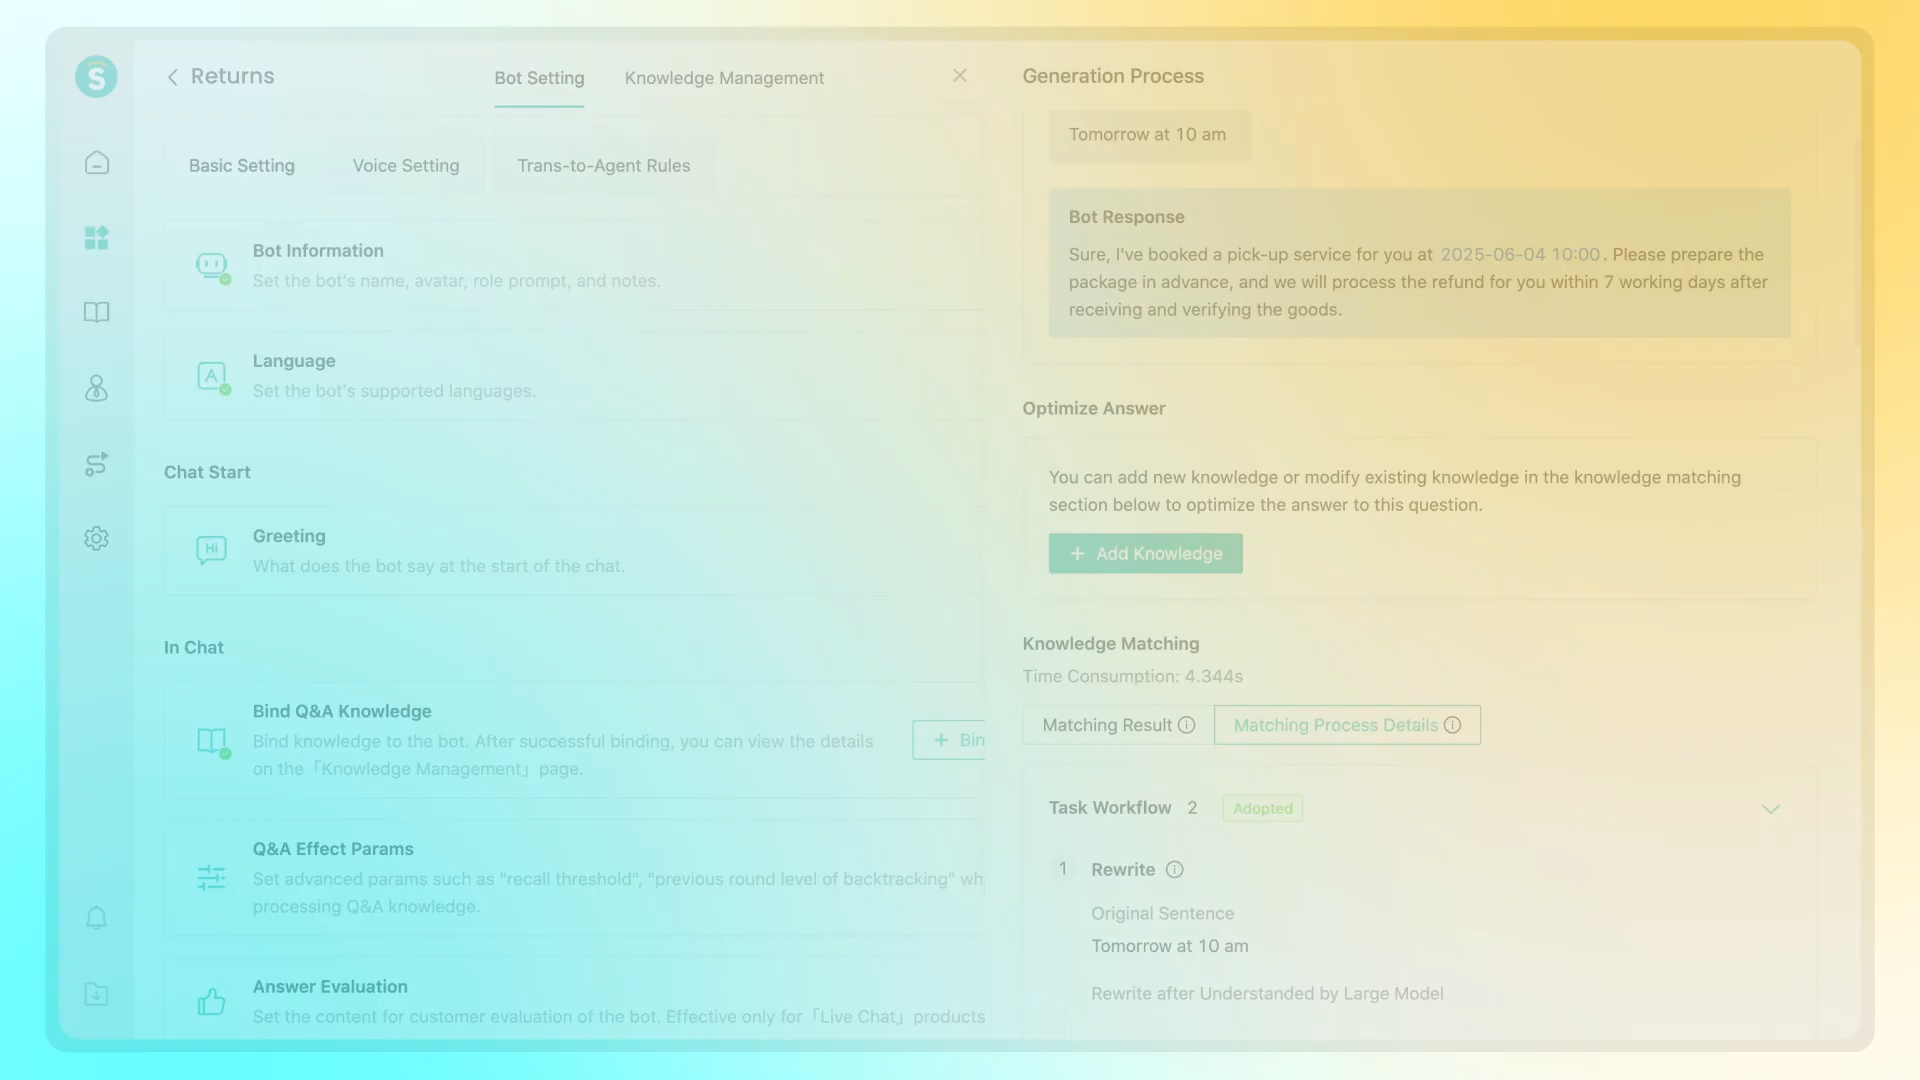 S
Returns
Bot Setting
Knowledge Management
Basic Setting
Voice Setting
Trans-to-Agent Rules
Bot Information
Set the bot's name, avatar, role prompt, and notes.
A
Language
Set the bot's supported languages.
Chat Start
Hi
Greeting
What does the bot say at the start of the chat.
In Chat
Bind Q&A Knowledge
Bind knowledge to the bot. After successful binding, you can view the details
on the「Knowledge Management」page.
+ Bin
Q&A Effect Params
Set advanced params such as "recall threshold", "previous round level of backtracking" wh
processing Q&A knowledge.
Answer Evaluation
Set the content for customer evaluation of the bot. Effective only for「Live Chat」products
Generation Process
Tomorrow at 10 am
Bot Response
Sure, I've booked a pick-up service for you at 2025-06-04 10:00. Please prepare the
package in advance, and we will process the refund for you within 7 working days after
receiving and verifying the goods.
Optimize Answer
You can add new knowledge or modify existing knowledge in the knowledge matching
section below to optimize the answer to this question.
+ Add Knowledge
Knowledge Matching
Time Consumption: 4.344s
Matching Result
Matching Process Details
Task Workflow 2 Adopted
1 Rewrite
Original Sentence
Tomorrow at 10 am
Rewrite after Understanded by Large Model